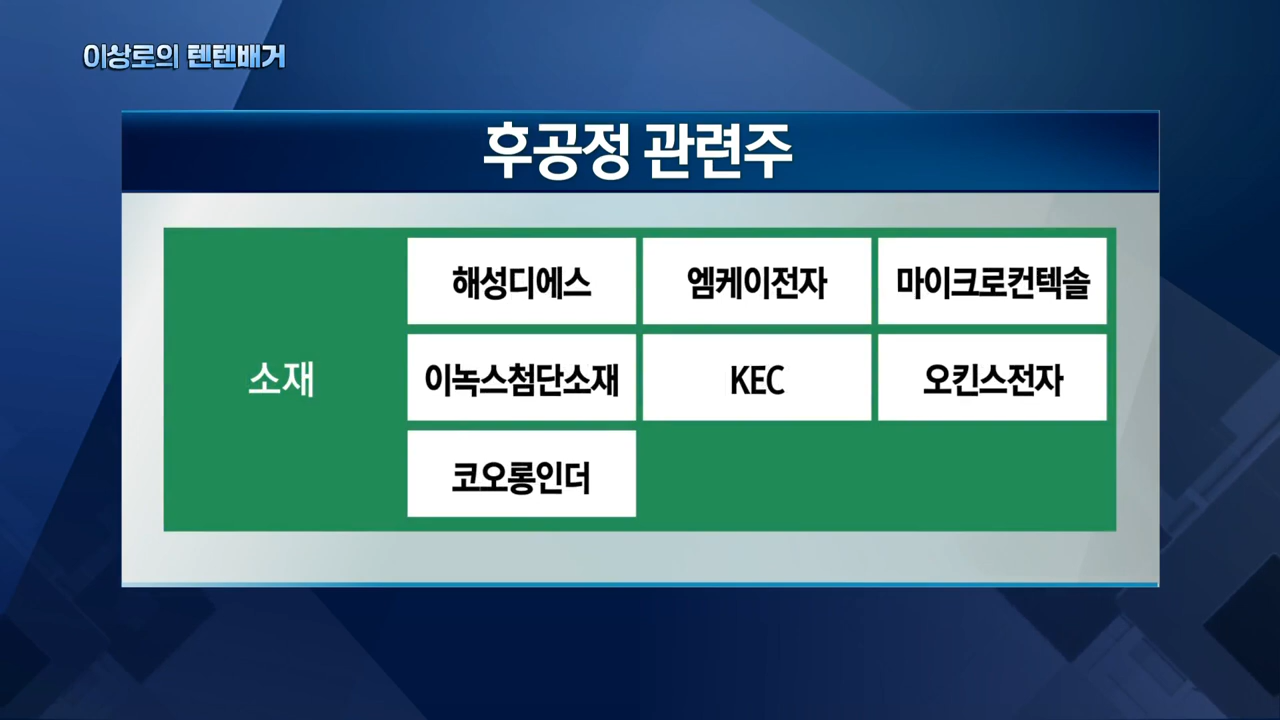 이상로의 텐텐배거
후공정 관련주
소재
해성디에스 엠케이전자 마이크로컨텍솔
이녹스첨단소재 KEC 오킨스전자
코오롱인더